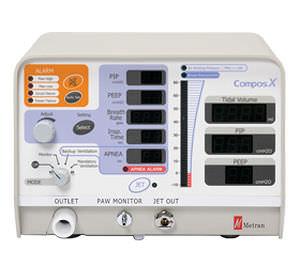 ALARM
PIP
PEEP
Breath
Rate
Insp.
Time
APNEA
APNEA ALARM
Compos.X
Tidal Volume
PIP
cmH2O
PEEP
cmH2O
Adjust
Setting
Select
Backup Ventilation
Monitor
Mandatory
Ventilation
MODE
JET
OUTLET
PAW MONITOR
JET OUT
Metran